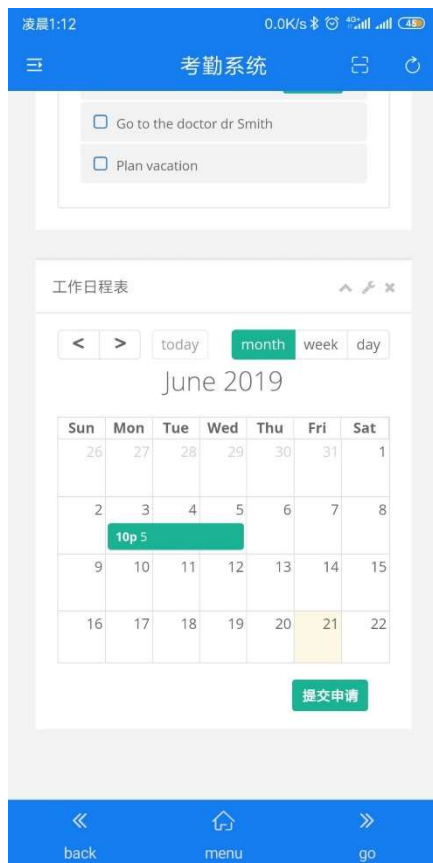 凌晨1:12 0.0K/s 4G+ 45
考勤系统
Go to the doctor dr Smith
Plan vacation
工作日程表
< > today month week day
June 2019
Sun Mon Tue Wed Thu Fri Sat
26 27 28 29 30 31 1
2 3 4 5 6 7 8
10p 5
9 10 11 12 13 14 15
16 17 18 19 20 21 22
提交申请
back menu go